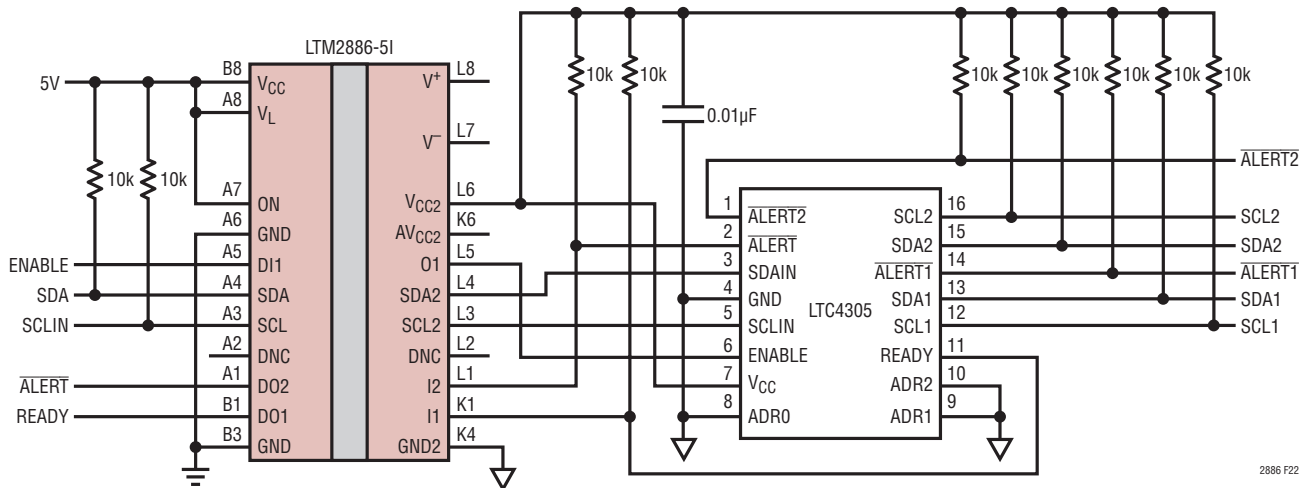 LTM2886-5I
5V
10k
10k
ENABLE
SDA
SCLIN
ALERT
READY
B8
A8
A7
A6
A5
A4
A3
A2
A1
B1
B3
VCC
VL
ON
GND
DI1
SDA
SCL
DNC
DO2
DO1
GND
V+
V−
VCC2
AVCC2
O1
SDA2
SCL2
DNC
I2
I1
GND2
L8
L7
L6
K6
L5
L4
L3
L2
L1
K1
K4
10k
10k
0.01µF
10k
10k
10k
10k
10k
10k
LTC4305
1
2
3
4
5
6
7
8
ALERT2
ALERT
SDAIN
GND
SCLIN
ENABLE
VCC
ADR0
SCL2
SDA2
ALERT1
SDA1
SCL1
READY
ADR2
ADR1
16
15
14
13
12
11
10
9
ALERT2
SCL2
SDA2
ALERT1
SDA1
SCL1
2886 F22